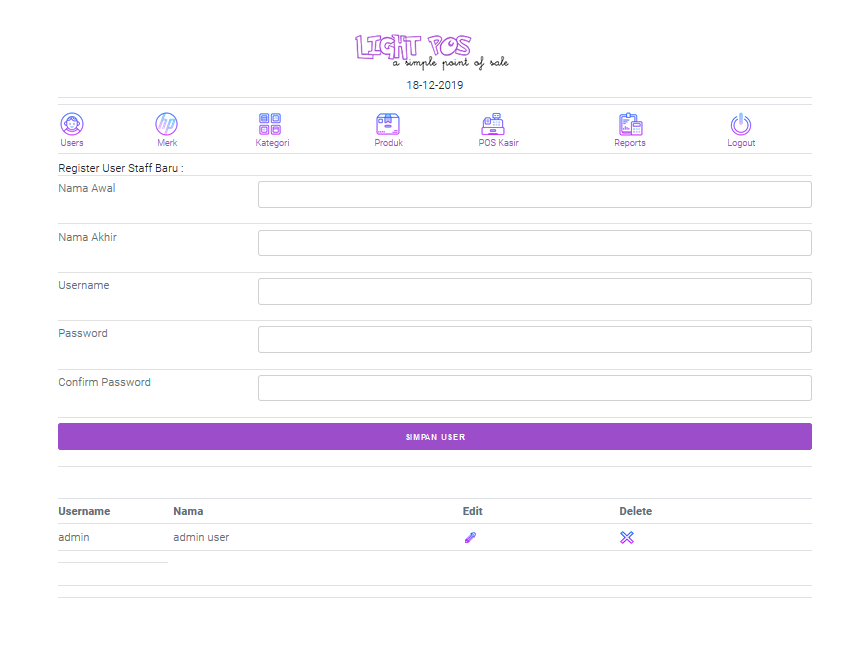 LIGHT POS
a simple point of sale
18-12-2019
Users Merk Kategori Produk POS Kasir Reports Logout
Register User Staff Baru :
Nama Awal
Nama Akhir
Username
Password
Confirm Password
SIMPAN USER
Username Nama Edit Delete
admin admin user